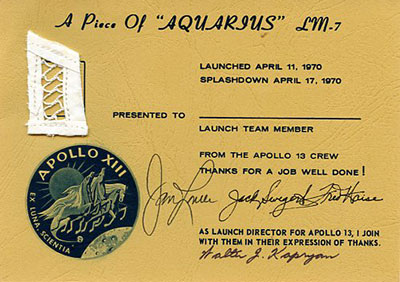 A Piece Of "AQUARIUS" LM-7
LAUNCHED APRIL 11, 1970
SPLASHDOWN APRIL 17, 1970
PRESENTED TO
LAUNCH TEAM MEMBER
FROM THE APOLLO 13 CREW
THANKS FOR A JOB WELL DONE!
APOLLO XIII
EX LUNA, SCIENTIA
Jack Swigert Fred Haise
AS LAUNCH DIRECTOR FOR APOLLO 13, I JOIN
WITH THEM IN THEIR EXPRESSION OF THANKS.
Walter J. Kapryan